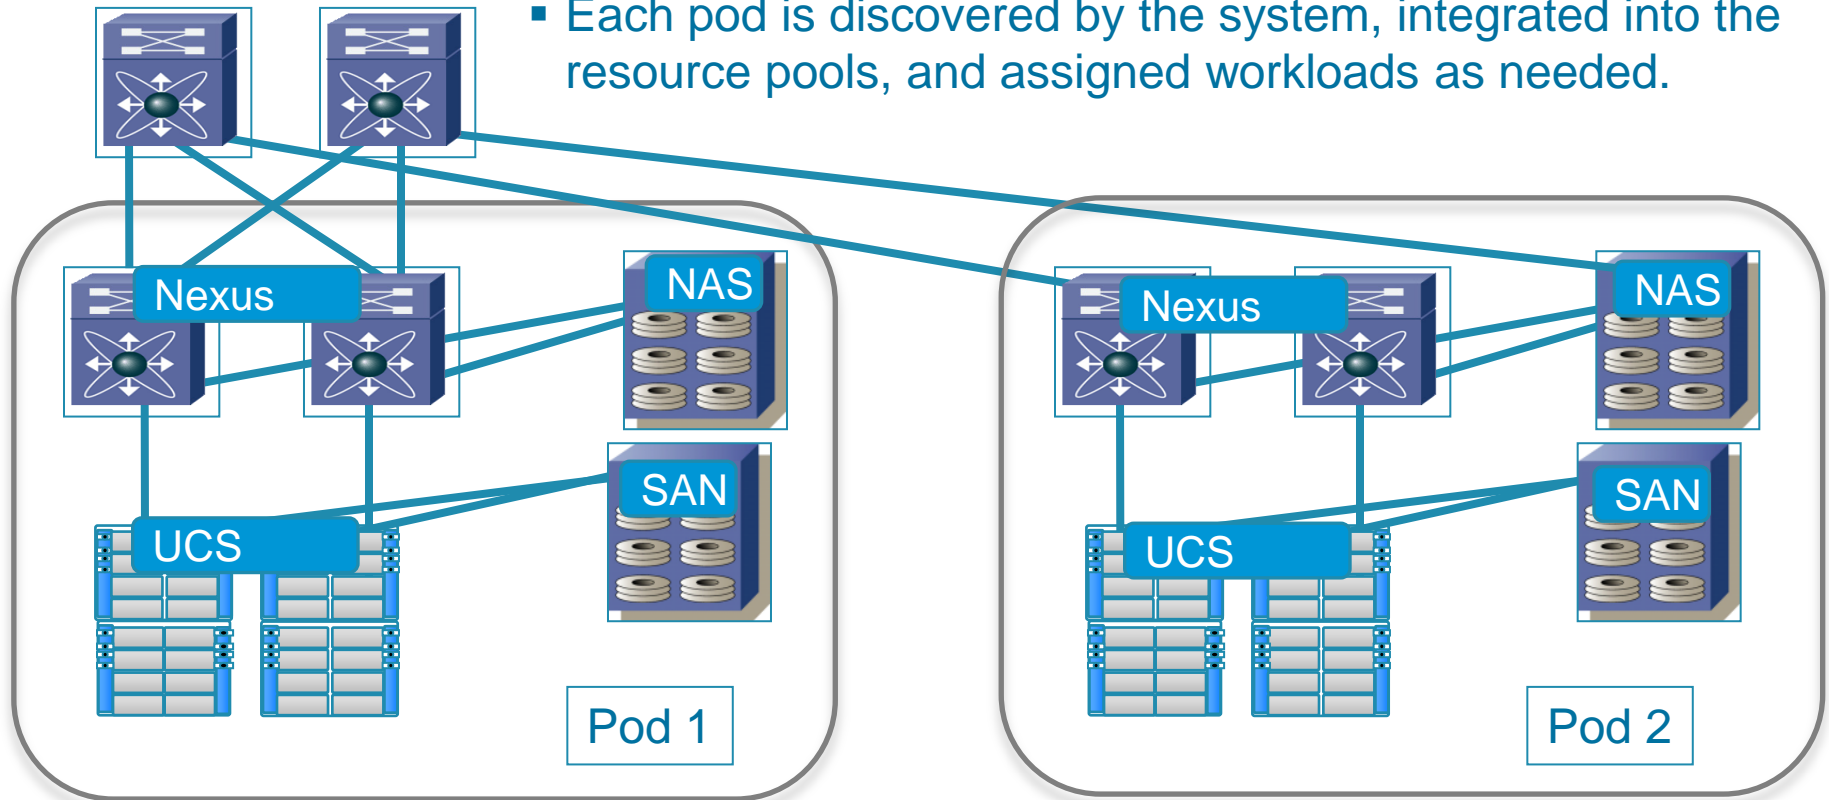 ▪ Each pod is discovered by the system, integrated into the
resource pools, and assigned workloads as needed.
Nexus
NAS
SAN
UCS
Pod 1
Nexus
NAS
SAN
UCS
Pod 2